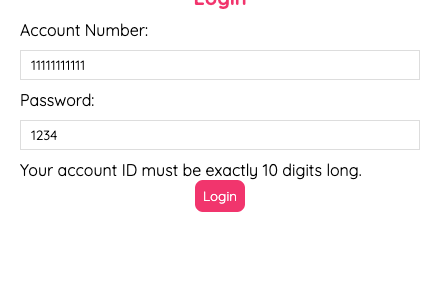 Login
Account Number:
11111111111
Password:
1234
Your account ID must be exactly 10 digits long.
Login